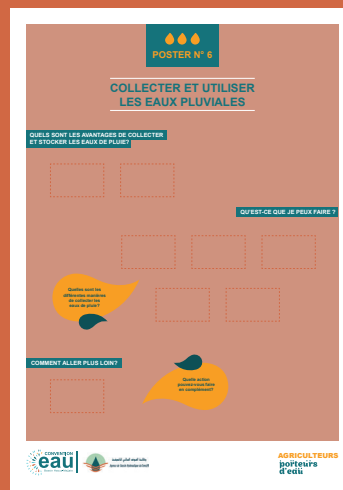 POSTER N° 6
COLLECTER ET UTILISER
LES EAUX PLUVIALES
QUELS SONT LES AVANTAGES DE COLLECTER
ET STOCKER LES EAUX DE PLUIE?
QU'EST-CE QUE JE PEUX FAIRE ?
Quelles sont les
différentes manières
de collecter les
eaux de pluie?
COMMENT ALLER PLUS LOIN?
Quelle action
pouvez-vous faire
en complément?
CONVENTION
eau
AGRICULTEURS
porteurs
d'eau